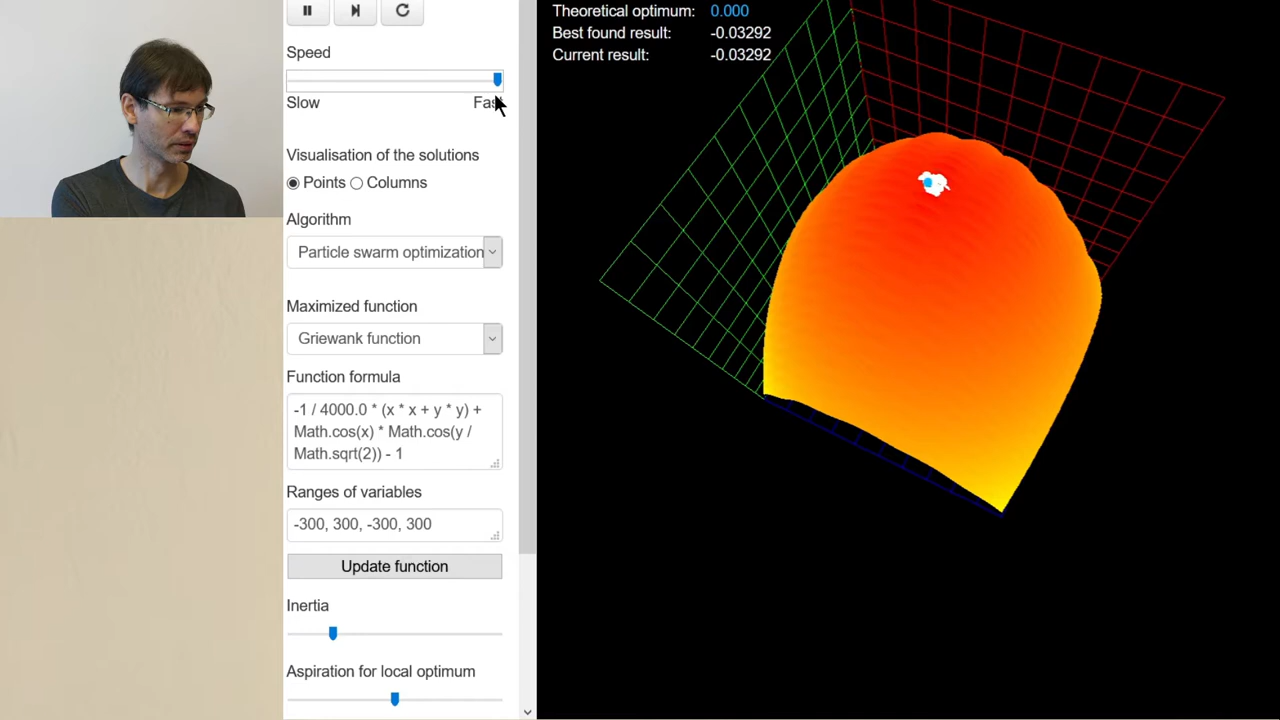 Theoretical optimum: 0.000
Best found result: -0.03292
Current result: -0.03292
Speed
Slow Fast
Visualisation of the solutions
Points Columns
Algorithm
Particle swarm optimization
Maximized function
Griewank function
Function formula
-1 / 4000.0 * (x * x + y * y) +
Math.cos(x) * Math.cos(y /
Math.sqrt(2)) - 1
Ranges of variables
-300, 300, -300, 300
Update function
Inertia
Aspiration for local optimum